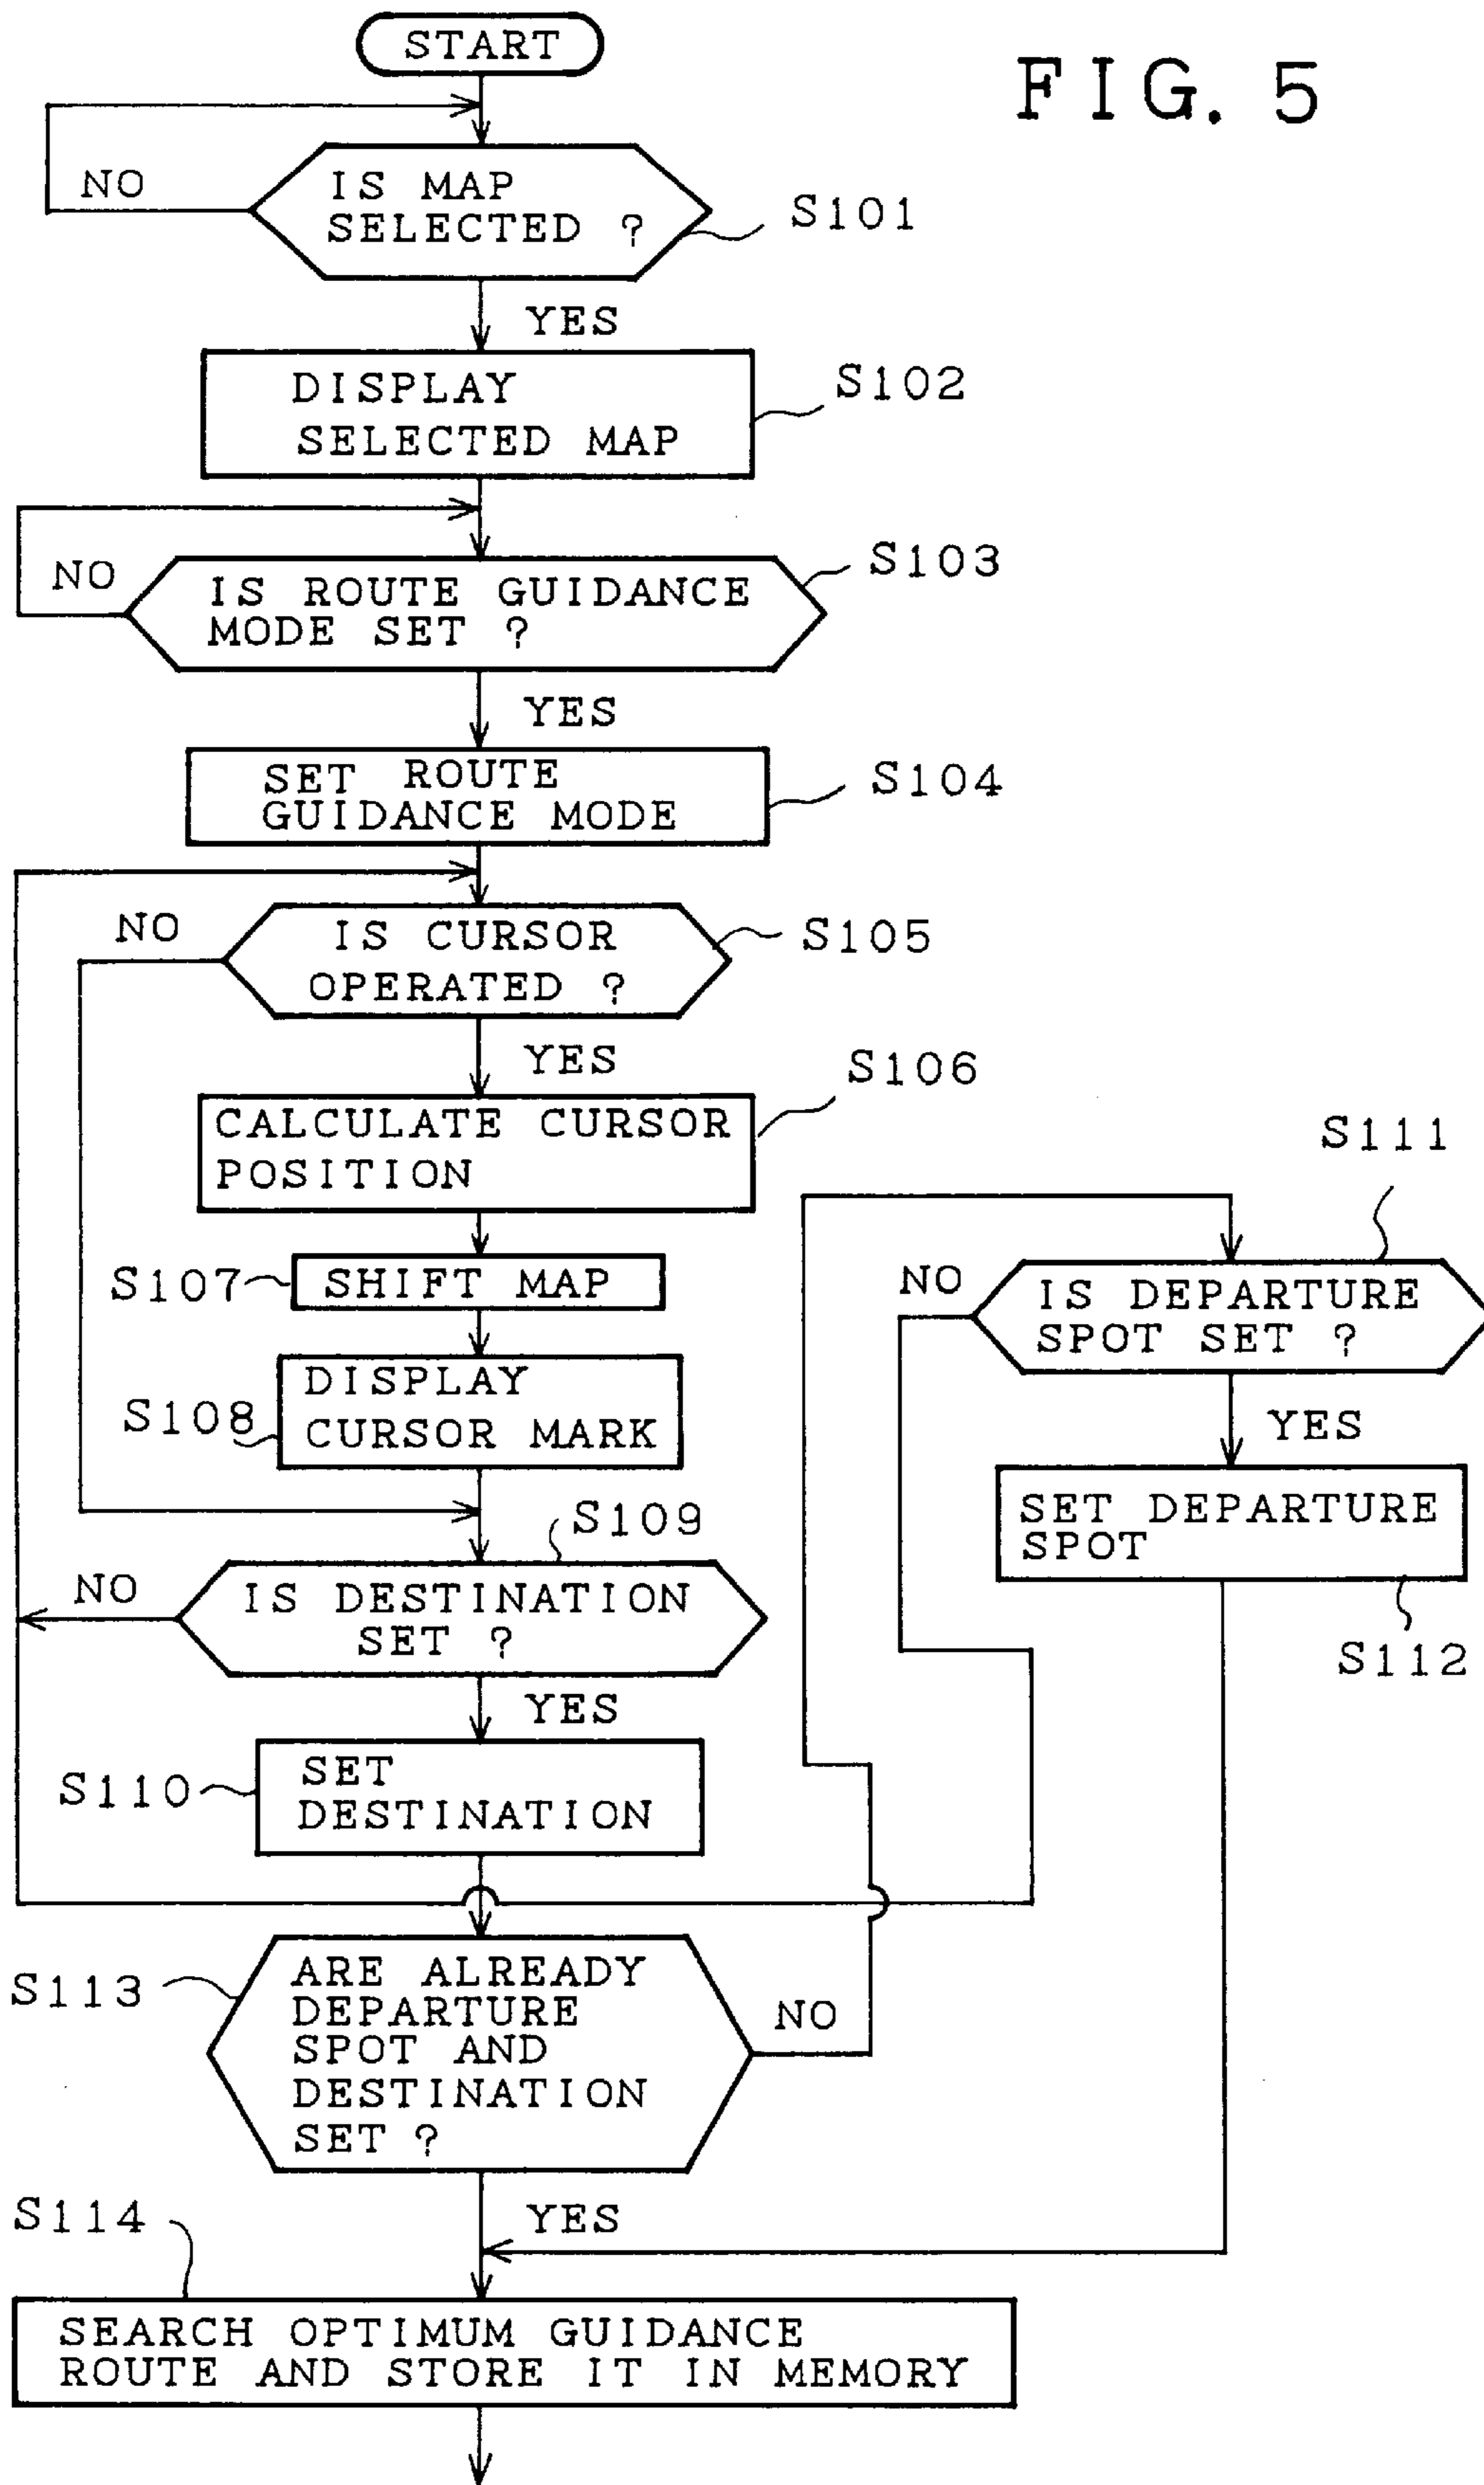 START
FIG. 5
NO
IS MAP
SELECTED ?
S101
YES
DISPLAY
SELECTED MAP
S102
NO
IS ROUTE GUIDANCE
MODE SET ?
S103
YES
SET ROUTE
GUIDANCE MODE
S104
NO
IS CURSOR
OPERATED ?
S105
YES
S106
CALCULATE CURSOR
POSITION
S107
SHIFT MAP
S108
DISPLAY
CURSOR MARK
S109
NO
IS DESTINATION
SET ?
YES
S110
SET
DESTINATION
S111
NO
IS DEPARTURE
SPOT SET ?
YES
SET DEPARTURE
SPOT
S112
S113
ARE ALREADY
DEPARTURE
SPOT AND
DESTINATION
SET ?
NO
YES
S114
SEARCH OPTIMUM GUIDANCE
ROUTE AND STORE IT IN MEMORY